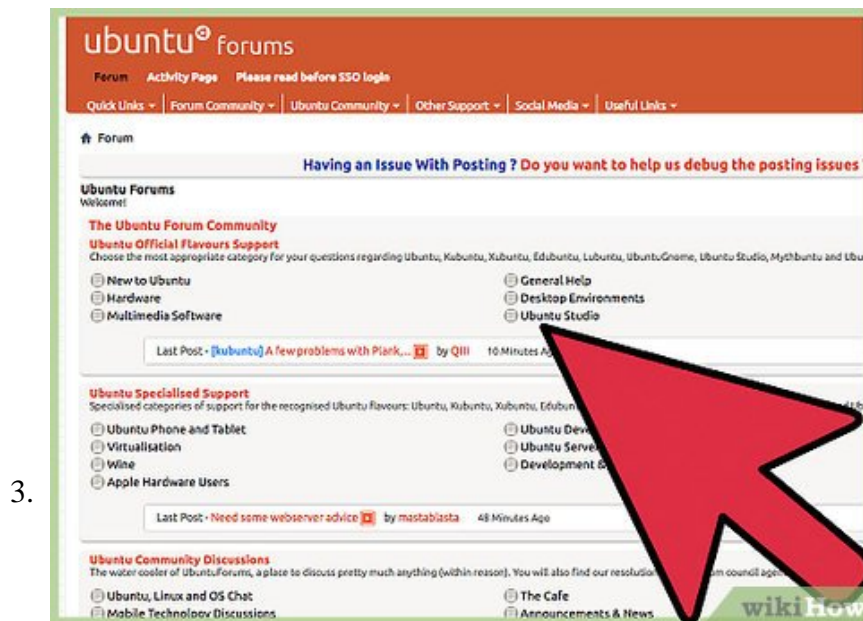 ubuntu forums
Forum Activity Page Please read before SSO login
Quick Links Forum Community Ubuntu Community Other Support Social Media Useful Links
Forum
Having an Issue With Posting ? Do you want to help us debug the posting issues
Ubuntu Forums
Welcome!
The Ubuntu Forum Community
Ubuntu Official Flavours Support
Choose the most appropriate category for your questions regarding Ubuntu, Kubuntu, Xubuntu, Edubuntu, Lubuntu, UbuntuGnome, Ubuntu Studio, Mythbuntu and
New to Ubuntu General Help
Hardware Desktop Environments
Multimedia Software Ubuntu Studio
Last Post - [kubuntu] A few problems with Plank,... by QIII 10 Minutes
Ubuntu Specialised Support
Specialised categories of support for the recognised Ubuntu flavours: Ubuntu, Kubuntu, Xubuntu,
Ubuntu Phone and Tablet Ubuntu
Virtualisation Ubuntu
Wine Development &
Apple Hardware Users
3.
Last Post - Need some webserver advice by mastablasta 48 Minutes Ago
Ubuntu Community Discussions
The water cooler of UbuntuForums, a place to discuss pretty much anything (within reason). You will also find our council
Ubuntu, Linux and OS Chat The Cafe
Mobile Technology Discussions Announcements & News
wikiHow